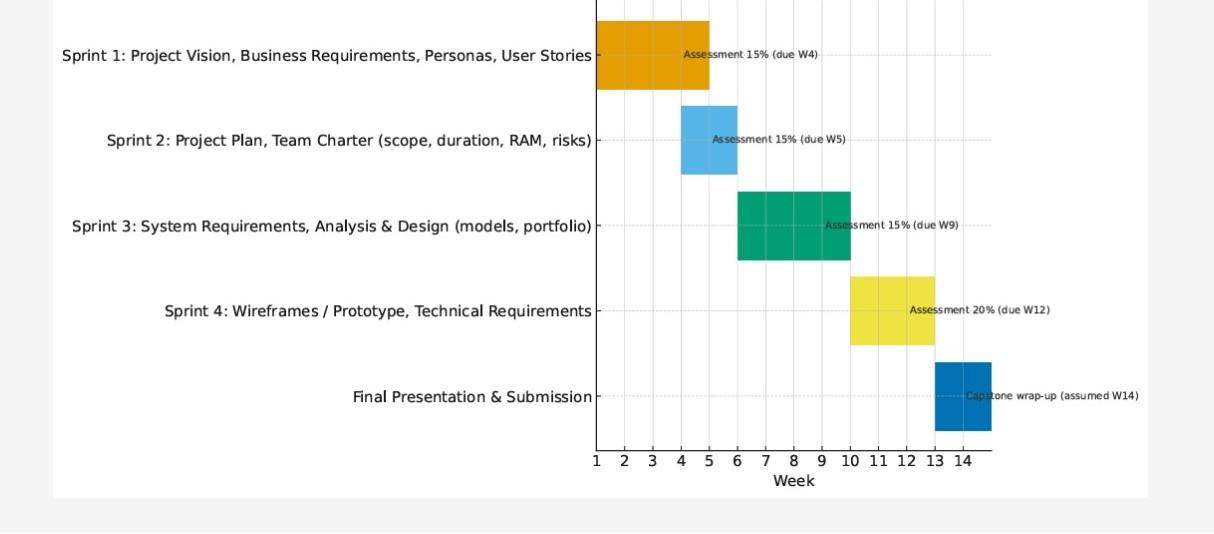 Sprint 1: Project Vision, Business Requirements, Personas, User Stories
Assessment 15% (due W4)
Sprint 2: Project Plan, Team Charter (scope, duration, RAM, risks)
Assessment 15% (due W5)
Sprint 3: System Requirements, Analysis & Design (models, portfolio)
Assessment 15% (due W9)
Sprint 4: Wireframes / Prototype, Technical Requirements
Assessment 20% (due W12)
Final Presentation & Submission
Capstone wrap-up (assumed W14)
1 2 3 4 5 6 7 8 9 10 11 12 13 14
Week